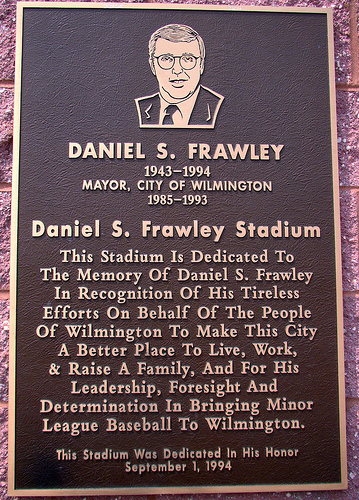 DANIEL S. FRAWLEY
1943–1994
MAYOR, CITY OF WILMINGTON
1985–1993
Daniel S. Frawley Stadium
This Stadium Is Dedicated To
The Memory Of Daniel S. Frawley
In Recognition Of His Tireless
Efforts On Behalf Of The People
Of Wilmington To Make This City
A Better Place To Live, Work,
& Raise A Family, And For His
Leadership, Foresight And
Determination In Bringing Minor
League Baseball To Wilmington.
This Stadium Was Dedicated In His Honor
September 1, 1994